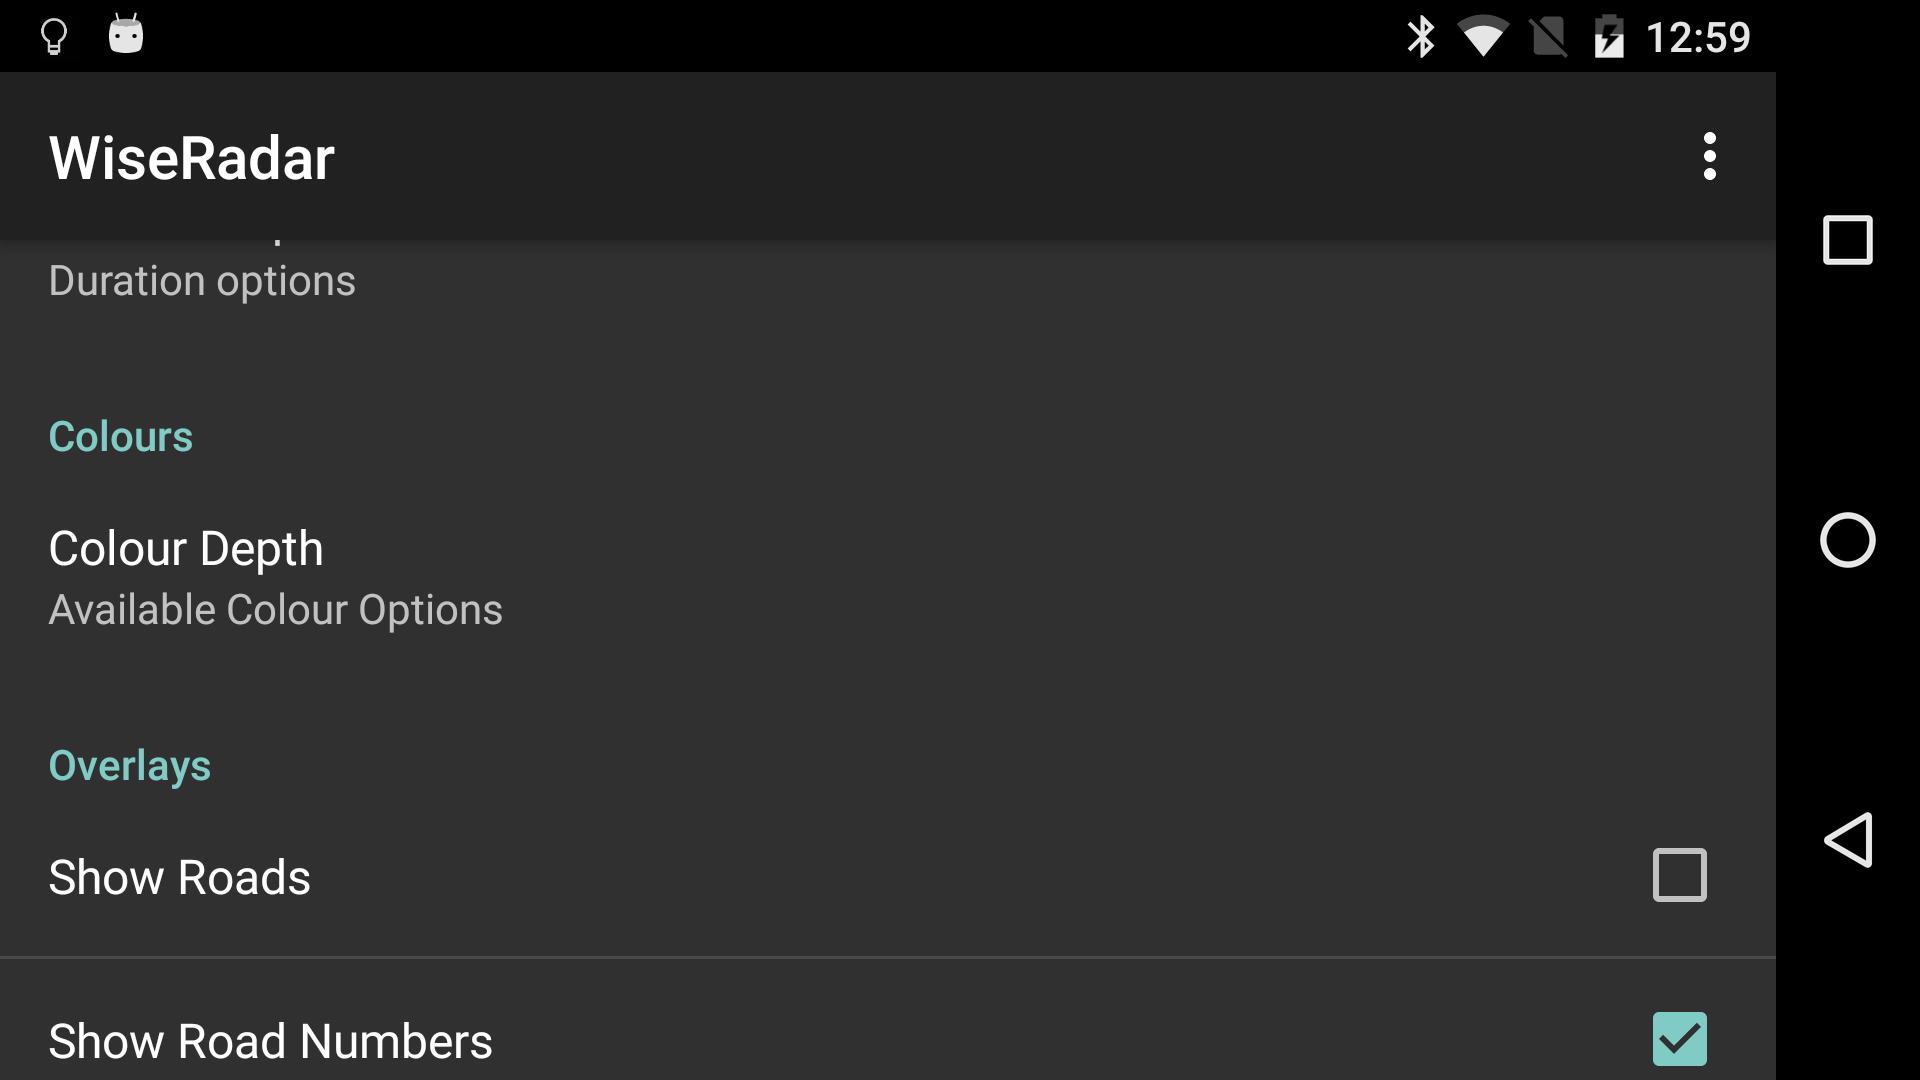 12:59
WiseRadar
Duration options
Colours
Colour Depth
Available Colour Options
Overlays
Show Roads
Show Road Numbers